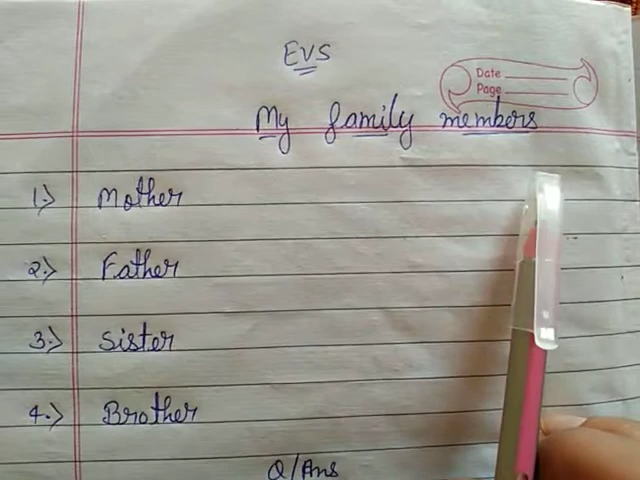 EVS
Date
Page
My family members
1.) Mother
2.) Father
3.) Sister
4.) Brother
Q/Ans